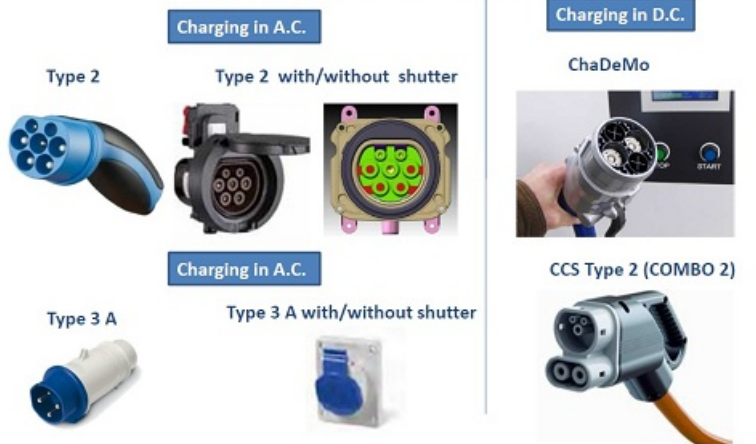 Charging in A.C.
Type 2
Type 2 with/without shutter
Charging in A.C.
Type 3 A
Type 3 A with/without shutter
Charging in D.C.
ChaDeMo
START
CCS Type 2 (COMBO 2)